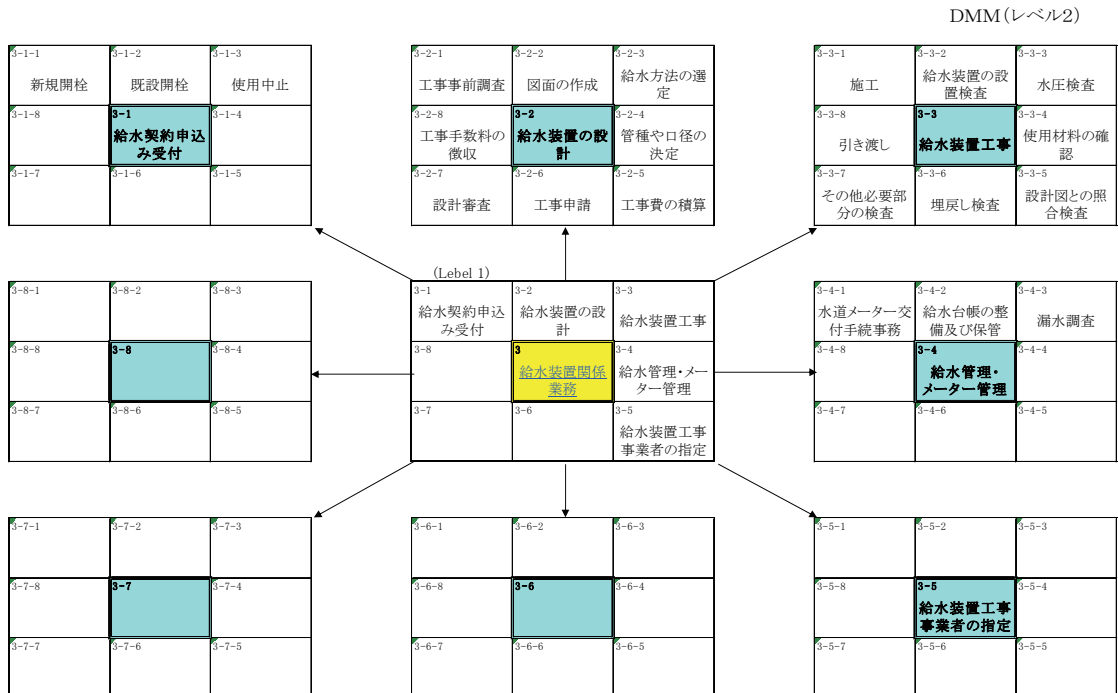 DMM(レベル2)
3-1-1
3-1-2
3-1-3
新規開栓
既設開栓
使用中止
3-1-8
3-1
3-1-4
給水契約申込
み受付
3-1-7
3-1-6
3-1-5
3-2-1
3-2-2
3-2-3
工事事前調査
図面の作成
給水方法の選
定
3-2-8
3-2
3-2-4
工事手数料の
徴収
給水装置の設
計
管種や口径の
決定
3-2-7
3-2-6
3-2-5
設計審査
工事申請
工事費の積算
3-3-1
3-3-2
3-3-3
施工
給水装置の設
置検査
水圧検査
3-3-8
3-3
3-3-4
引き渡し
給水装置工事
使用材料の確
認
3-3-7
3-3-6
3-3-5
その他必要部
分の検査
埋戻し検査
設計図との照
合検査
3-8-1
3-8-2
3-8-3
3-8-8
3-8
3-8-4
3-8-7
3-8-6
3-8-5
(Lebel 1)
3-1
3-2
3-3
給水契約申込
み受付
給水装置の設
計
給水装置工事
3-8
3
3-4
給水装置関係
業務
給水管理・メー
ター管理
3-7
3-6
3-5
給水装置工事
事業者の指定
3-4-1
3-4-2
3-4-3
水道メーター交
付手続事務
給水台帳の整
備及び保管
漏水調査
3-4-8
3-4
3-4-4
給水管理・
メーター管理
3-4-7
3-4-6
3-4-5
3-7-1
3-7-2
3-7-3
3-7-8
3-7
3-7-4
3-7-7
3-7-6
3-7-5
3-6-1
3-6-2
3-6-3
3-6-8
3-6
3-6-4
3-6-7
3-6-6
3-6-5
3-5-1
3-5-2
3-5-3
3-5-8
3-5
3-5-4
給水装置工事
事業者の指定
3-5-7
3-5-6
3-5-5